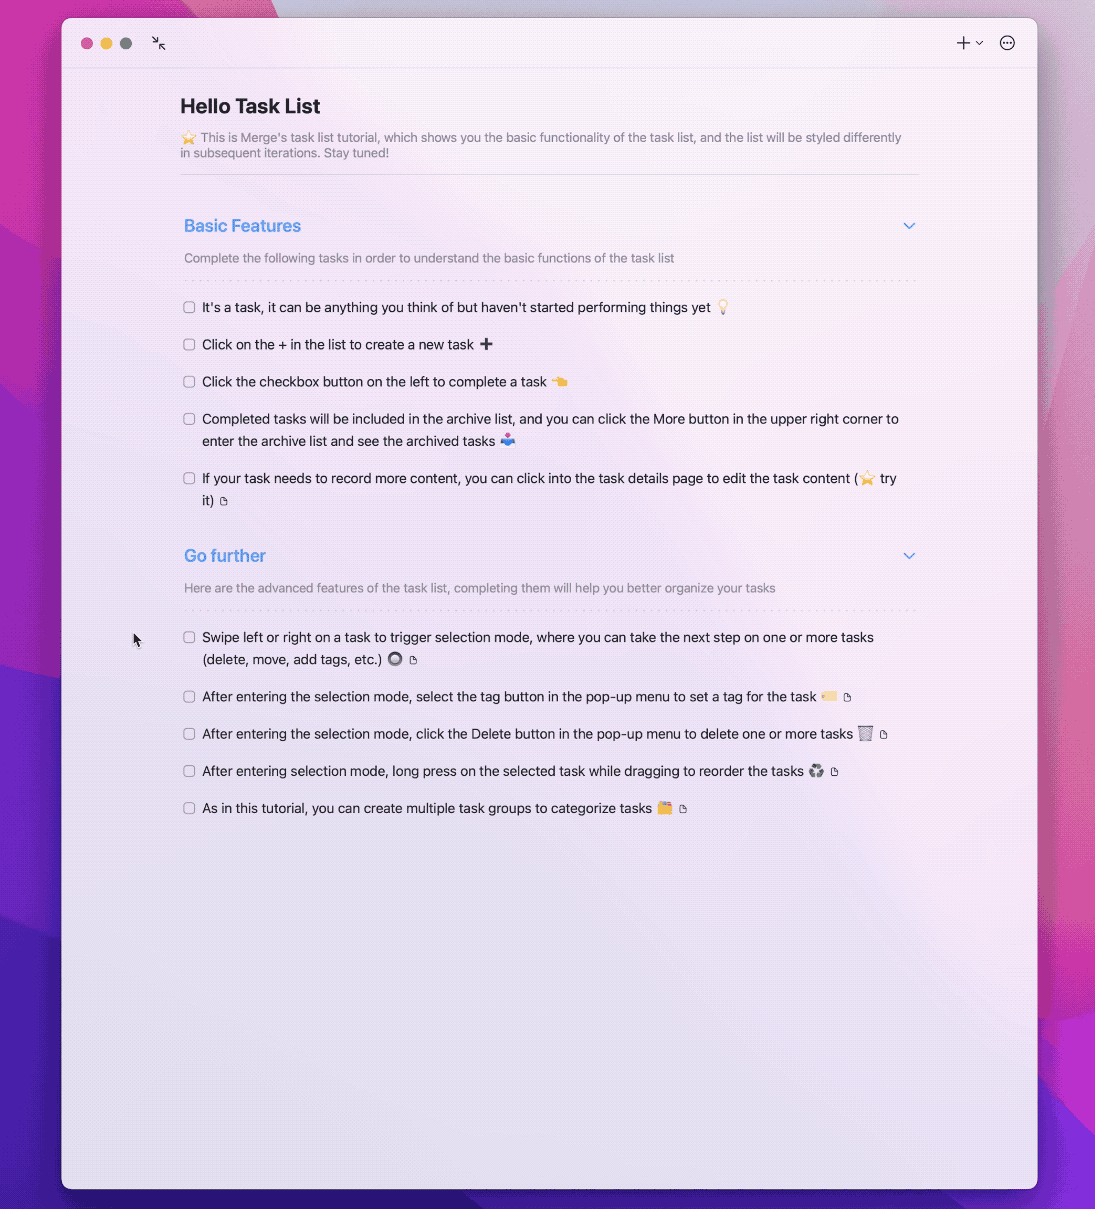 Hello Task List
⭐ This is Merge's task list tutorial, which shows you the basic functionality of the task list, and the list will be styled differently
in subsequent iterations. Stay tuned!
Basic Features
Complete the following tasks in order to understand the basic functions of the task list
It's a task, it can be anything you think of but haven't started performing things yet 💡
Click on the + in the list to create a new task ➕
Click the checkbox button on the left to complete a task 👈
Completed tasks will be included in the archive list, and you can click the More button in the upper right corner to
enter the archive list and see the archived tasks 📥
If your task needs to record more content, you can click into the task details page to edit the task content (⭐ try
it)
Go further
Here are the advanced features of the task list, completing them will help you better organize your tasks
Swipe left or right on a task to trigger selection mode, where you can take the next step on one or more tasks
(delete, move, add tags, etc.) 🔘
After entering the selection mode, select the tag button in the pop-up menu to set a tag for the task 🏷️
After entering the selection mode, click the Delete button in the pop-up menu to delete one or more tasks 🗑️
After entering selection mode, long press on the selected task while dragging to reorder the tasks ♻️
As in this tutorial, you can create multiple task groups to categorize tasks 🗂️